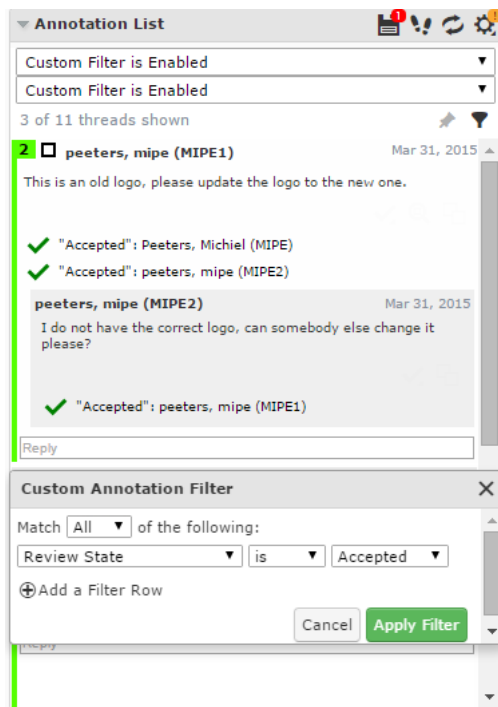 Annotation List
1
Custom Filter is Enabled
Custom Filter is Enabled
3 of 11 threads shown
2 peeters, mipe (MIPE1) Mar 31, 2015
This is an old logo, please update the logo to the new one.
"Accepted": Peeters, Michiel (MIPE)
"Accepted": peeters, mipe (MIPE2)
peeters, mipe (MIPE2) Mar 31, 2015
I do not have the correct logo, can somebody else change it
please?
"Accepted": peeters, mipe (MIPE1)
Reply
Custom Annotation Filter
Match All of the following:
Review State is Accepted
Add a Filter Row
Cancel Apply Filter
Reply